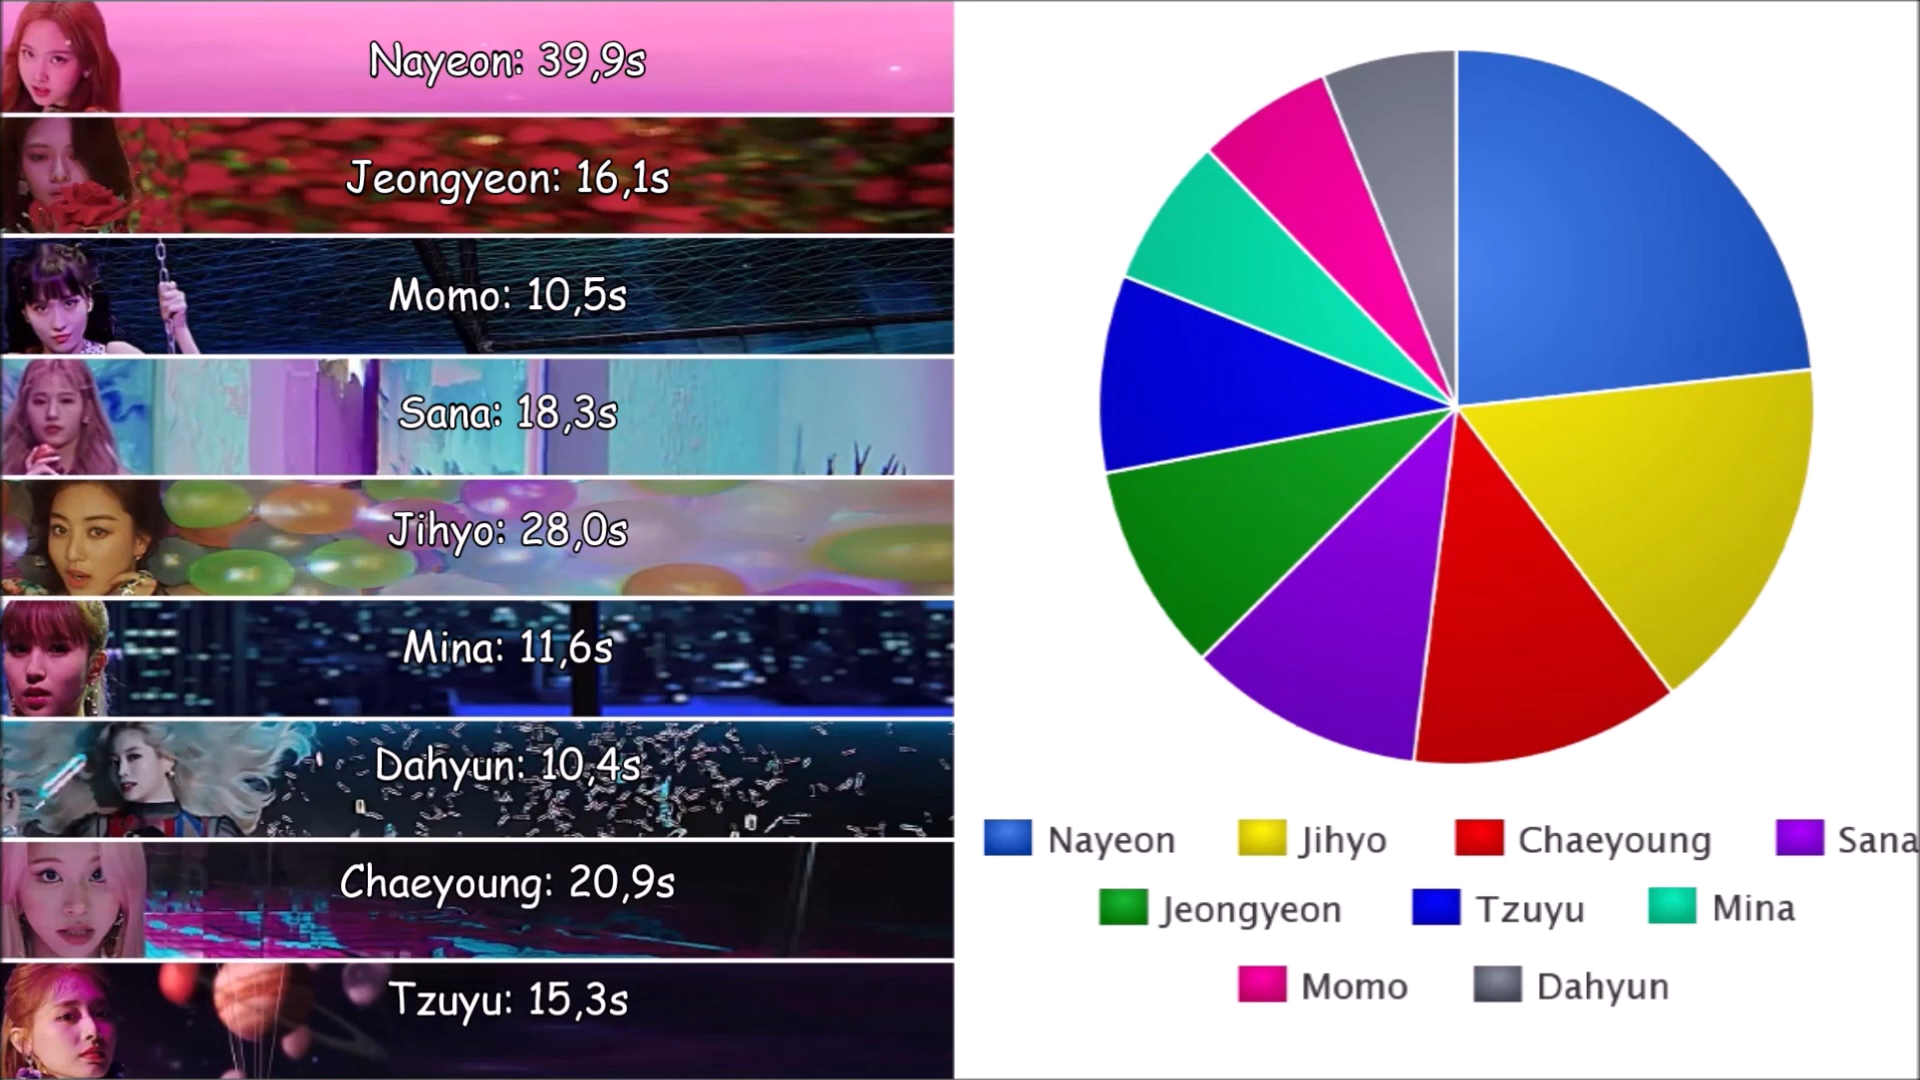 Nayeon: 39,9s
Jeongyeon: 16,1s
Momo: 10,5s
Sana: 18,3s
Jihyo: 28,0s
Mina: 11,6s
Dahyun: 10,4s
Chaeyoung: 20,9s
Tzuyu: 15,3s
Nayeon Jihyo Chaeyoung Sana
Jeongyeon Tzuyu Mina
Momo Dahyun